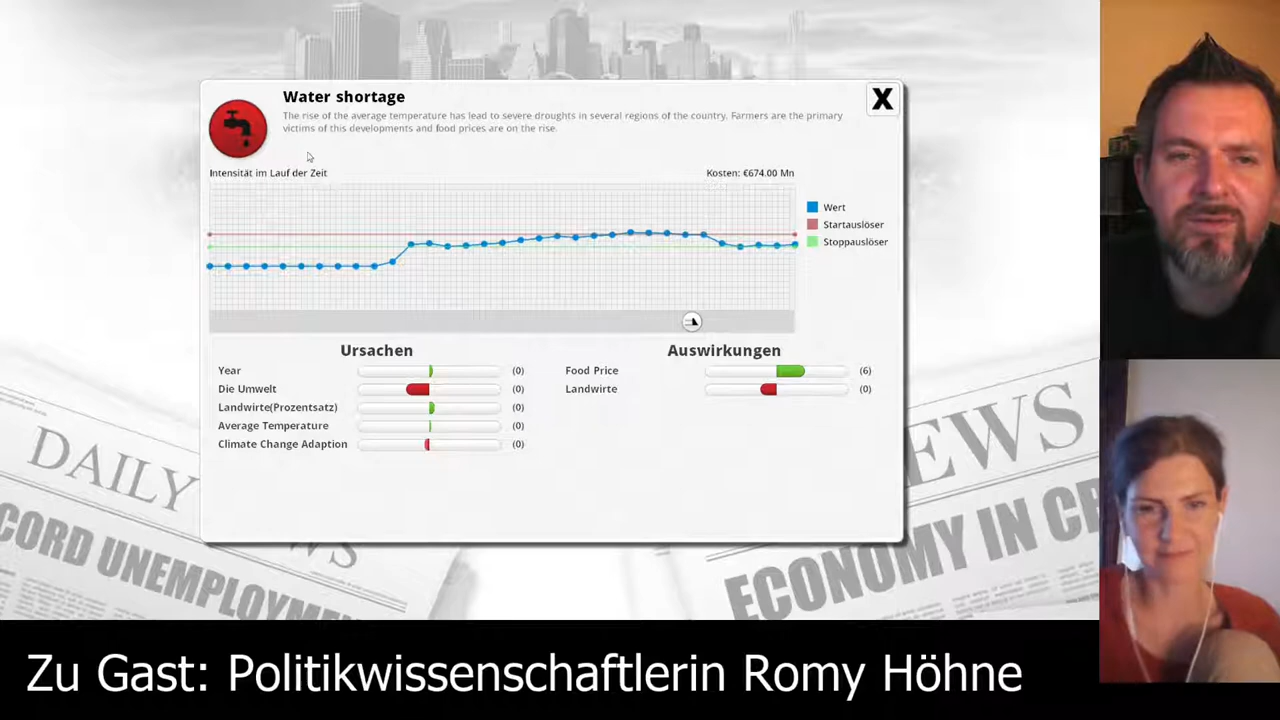 Water shortage
The rise of the average temperature has lead to severe droughts in several regions of the country. Farmers are the primary
victims of this developments and food prices are on the rise.
Intensität im Lauf der Zeit
Kosten: €674.00 Mn
Wert
Startauslöser
Stoppauslöser
Ursachen
Year (0)
Die Umwelt (0)
Landwirte(Prozentsatz) (0)
Average Temperature (0)
Climate Change Adaption (0)
Auswirkungen
Food Price (6)
Landwirte (0)
DAILY
NEWS
CORD UNEMPLOYM
ECONOMY IN CR
Zu Gast: Politikwissenschaftlerin Romy Höhne